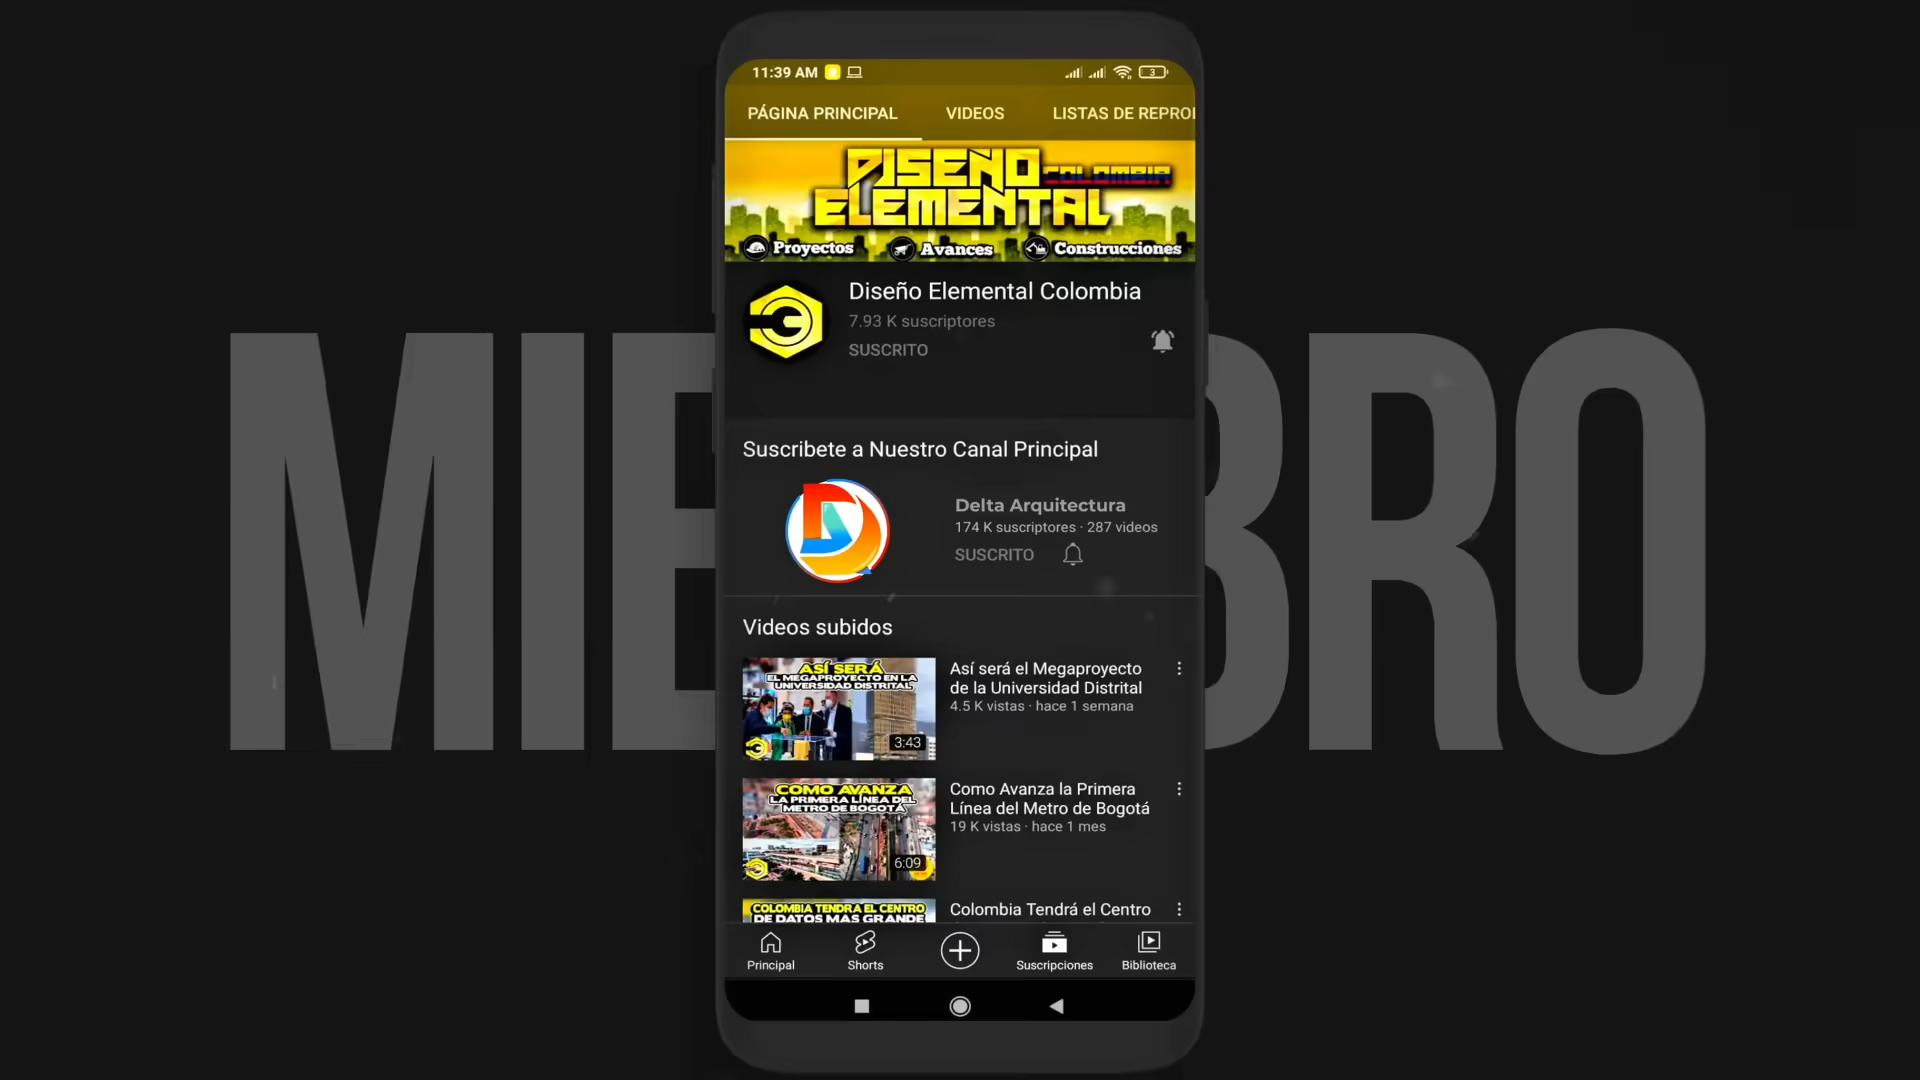 MIE
BRO
11:39 AM
3
PÁGINA PRINCIPAL
VIDEOS
LISTAS DE REPRO
DISEÑO
COLOMBIA
ELEMENTAL
Proyectos
Avances
Construcciones
Diseño Elemental Colombia
7.93 K suscriptores
SUSCRITO
Suscribete a Nuestro Canal Principal
Delta Arquitectura
174 K suscriptores · 287 videos
SUSCRITO
Videos subidos
ASÍ SERÁ
EL MEGAPROYECTO EN LA
UNIVERSIDAD DISTRITAL
3:43
Así será el Megaproyecto
de la Universidad Distrital
4.5 K vistas · hace 1 semana
COMO AVANZA
LA PRIMERA LÍNEA DEL
METRO DE BOGOTÁ
6:09
Como Avanza la Primera
Línea del Metro de Bogotá
19 K vistas · hace 1 mes
COLOMBIA TENDRA EL CENTRO
DE DATOS MAS GRANDE
Colombia Tendrá el Centro
Principal
Shorts
Suscripciones
Biblioteca